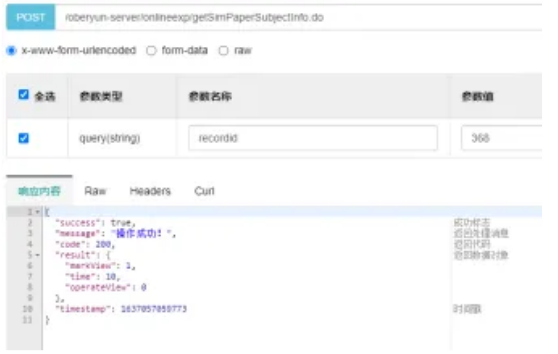 POST /oberyun-server/onlineexp/getSimPaperSubjectInfo.do
x-www-form-urlencoded form-data raw
全选 参数类型 参数名称 参数值
query(string) recordid 368
响应内容 Raw Headers Curl
1 {
2 "success": true, 成功标志
3 "message": "操作成功!", 返回处理消息
4 "code": 200, 返回代码
5 "result": { 返回数据对象
6 "markView": 1,
7 "time": 10,
8 "operateView": 0
9 },
10 "timestamp": 1637057050773 时间戳
11 }